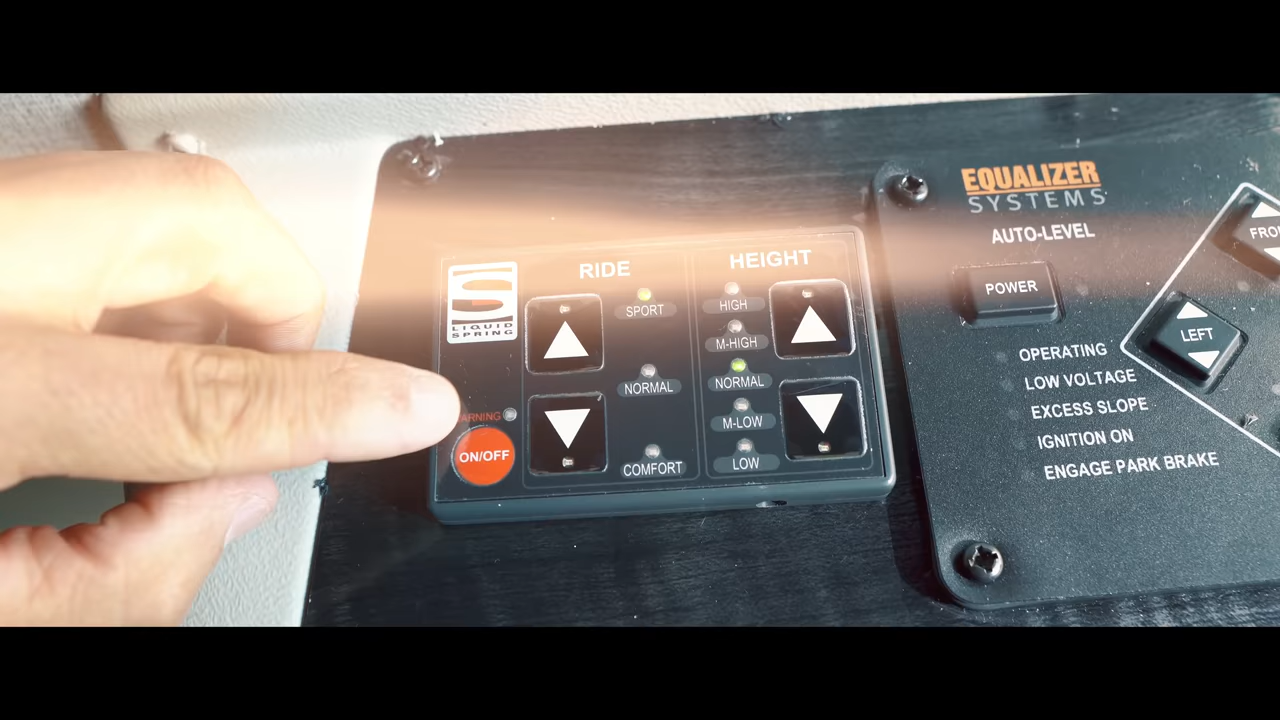 LIQUID
SPRING
RIDE
SPORT
NORMAL
COMFORT
ARNING
ON/OFF
HEIGHT
HIGH
M-HIGH
NORMAL
M-LOW
LOW
EQUALIZER
SYSTEMS
AUTO-LEVEL
POWER
OPERATING
LOW VOLTAGE
EXCESS SLOPE
IGNITION ON
ENGAGE PARK BRAKE
LEFT